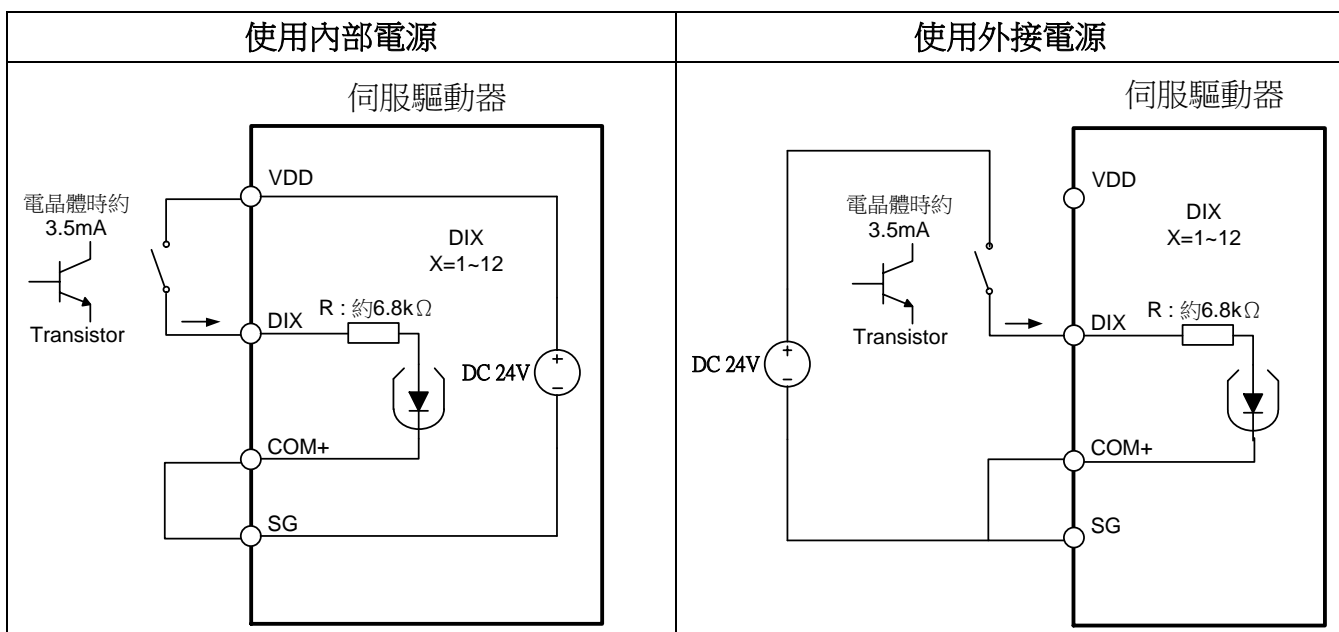 使用內部電源
伺服驅動器
VDD
電晶體時約
3.5mA
DIX
X=1~12
R : 約6.8kΩ
DIX
Transistor
DC 24V
+
−
COM+
SG
使用外接電源
伺服驅動器
VDD
電晶體時約
3.5mA
DIX
X=1~12
R : 約6.8kΩ
DIX
Transistor
DC 24V
+
−
COM+
SG